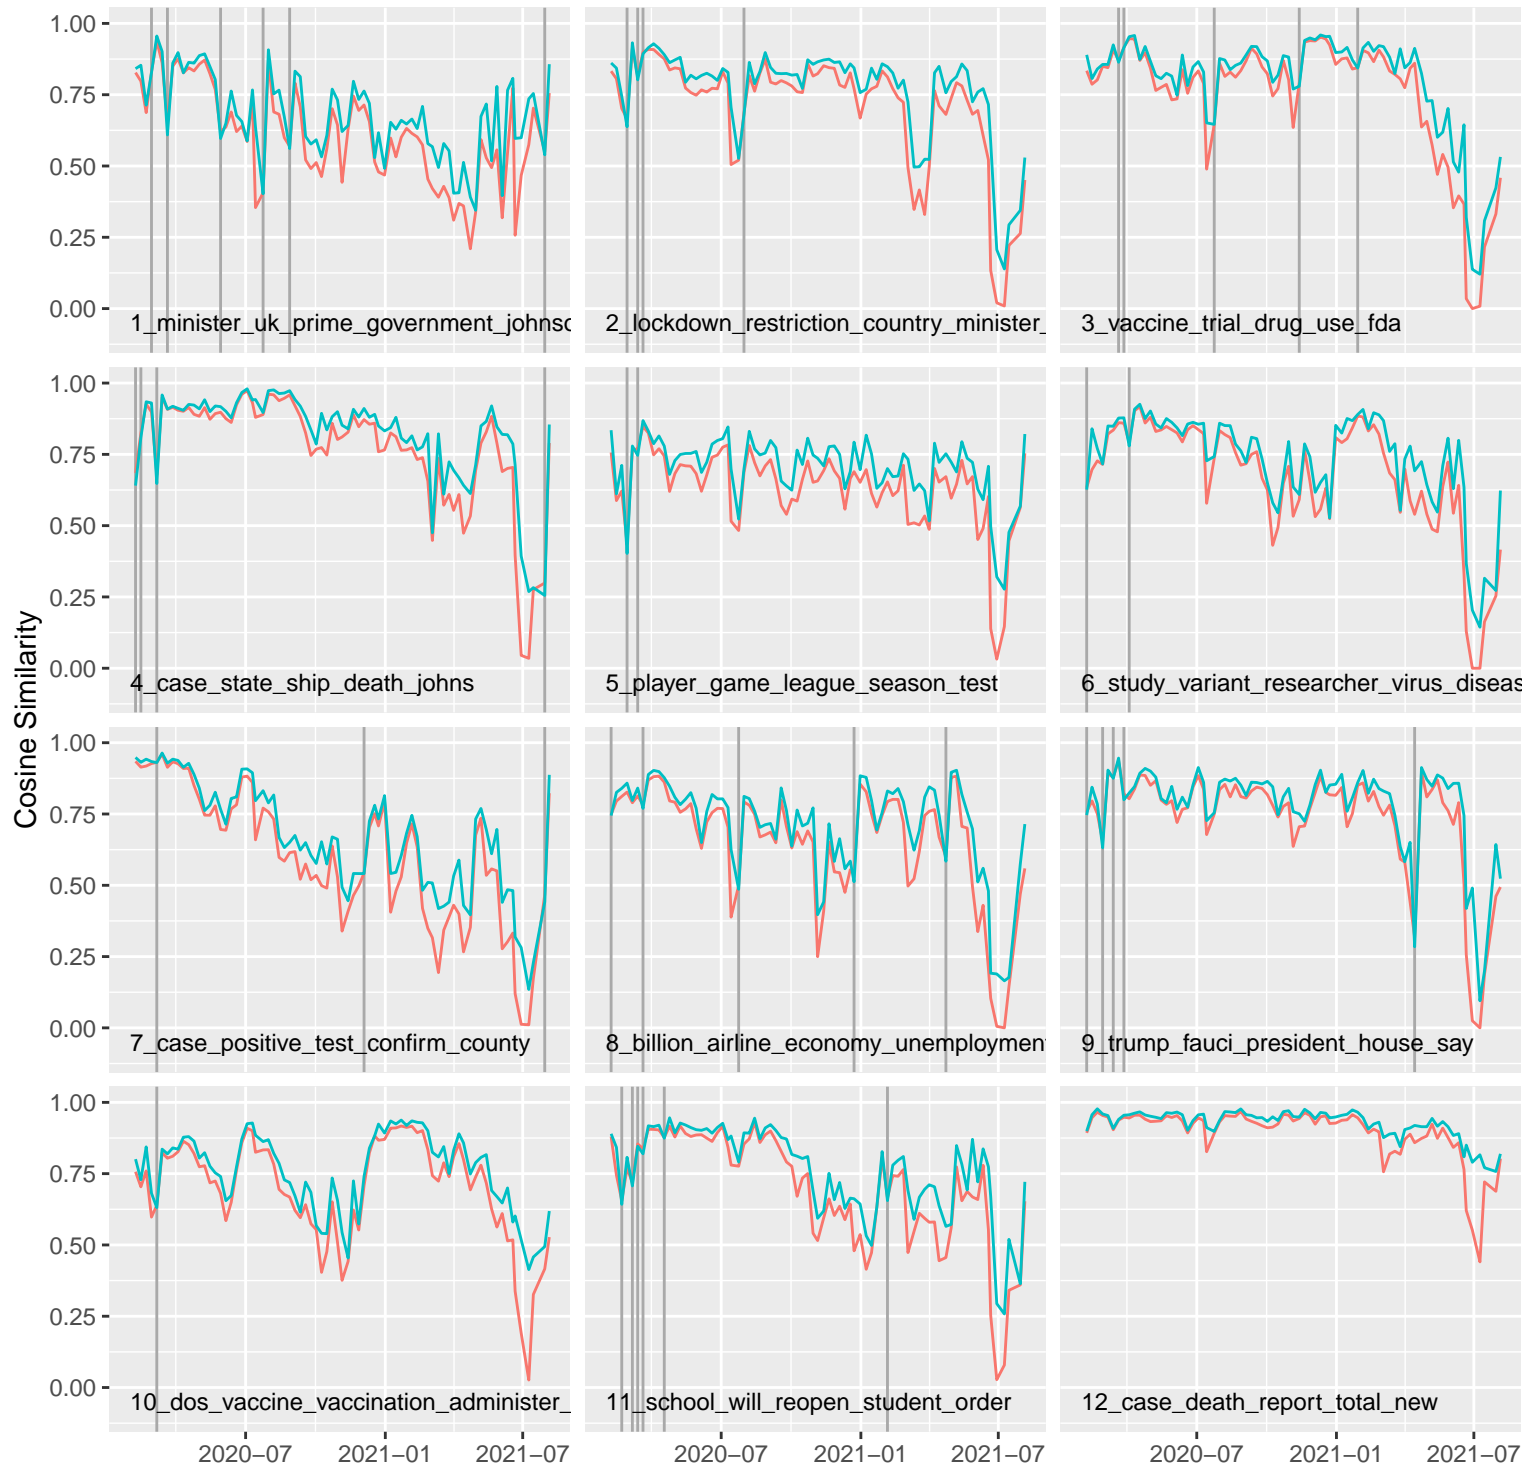 Cosine Similarity
1.00
0.75
0.50
0.25
0.00
1_minister_uk_prime_government_johnso
2_lockdown_restriction_country_minister_
3_vaccine_trial_drug_use_fda
1.00
0.75
0.50
0.25
0.00
4_case_state_ship_death_johns
5_player_game_league_season_test
6_study_variant_researcher_virus_diseas
1.00
0.75
0.50
0.25
0.00
7_case_positive_test_confirm_county
8_billion_airline_economy_unemployment
9_trump_fauci_president_house_say
1.00
0.75
0.50
0.25
0.00
10_dos_vaccine_vaccination_administer_
11_school_will_reopen_student_order
12_case_death_report_total_new
2020−07 2021−01 2021−07
2020−07 2021−01 2021−07
2020−07 2021−01 2021−07